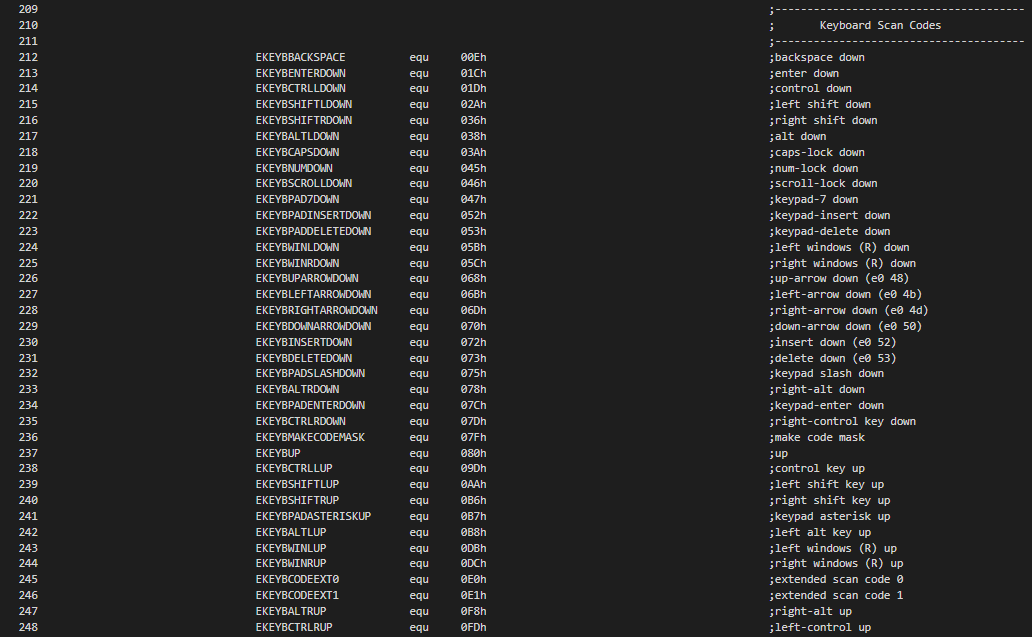 209 ;---------------------------------------
210 ; Keyboard Scan Codes
211 ;---------------------------------------
212 EKEYBBACKSPACE equ 00Eh ;backspace down
213 EKEYBENTERDOWN equ 01Ch ;enter down
214 EKEYBCTRLLDOWN equ 01Dh ;control down
215 EKEYBSHIFTLDOWN equ 02Ah ;left shift down
216 EKEYBSHIFTRDOWN equ 036h ;right shift down
217 EKEYBALTLDOWN equ 038h ;alt down
218 EKEYBCAPSDOWN equ 03Ah ;caps-lock down
219 EKEYBNUMDOWN equ 045h ;num-lock down
220 EKEYBSCROLLDOWN equ 046h ;scroll-lock down
221 EKEYBPAD7DOWN equ 047h ;keypad-7 down
222 EKEYBPADINSERTDOWN equ 052h ;keypad-insert down
223 EKEYBPADDELETEDOWN equ 053h ;keypad-delete down
224 EKEYBWINLDOWN equ 05Bh ;left windows (R) down
225 EKEYBWINRDOWN equ 05Ch ;right windows (R) down
226 EKEYBUPARROWDOWN equ 068h ;up-arrow down (e0 48)
227 EKEYBLEFTARROWDOWN equ 06Bh ;left-arrow down (e0 4b)
228 EKEYBRIGHTARROWDOWN equ 06Dh ;right-arrow down (e0 4d)
229 EKEYBDOWNARROWDOWN equ 070h ;down-arrow down (e0 50)
230 EKEYBINSERTDOWN equ 072h ;insert down (e0 52)
231 EKEYBDELETEDOWN equ 073h ;delete down (e0 53)
232 EKEYBPADSLASHDOWN equ 075h ;keypad slash down
233 EKEYBALTRDOWN equ 078h ;right-alt down
234 EKEYBPADENTERDOWN equ 07Ch ;keypad-enter down
235 EKEYBCTRLRDOWN equ 07Dh ;right-control key down
236 EKEYBMAKECODEMASK equ 07Fh ;make code mask
237 EKEYBUP equ 080h ;up
238 EKEYBCTRLLUP equ 09Dh ;control key up
239 EKEYBSHIFTLUP equ 0AAh ;left shift key up
240 EKEYBSHIFTRUP equ 0B6h ;right shift key up
241 EKEYBPADASTERISKUP equ 0B7h ;keypad asterisk up
242 EKEYBALTLUP equ 0B8h ;left alt key up
243 EKEYBWINLUP equ 0DBh ;left windows (R) up
244 EKEYBWINRUP equ 0DCh ;right windows (R) up
245 EKEYBCODEEXT0 equ 0E0h ;extended scan code 0
246 EKEYBCODEEXT1 equ 0E1h ;extended scan code 1
247 EKEYBALTRUP equ 0F8h ;right-alt up
248 EKEYBCTRLRUP equ 0FDh ;left-control up